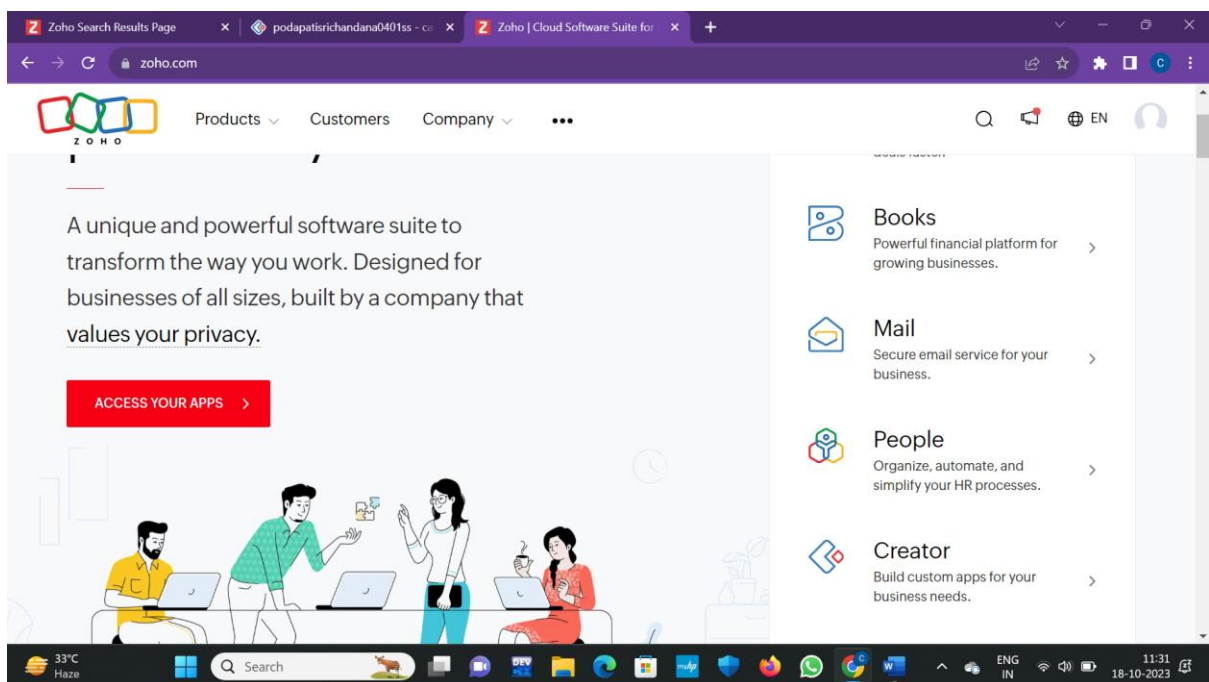 Zoho Search Results Page
podapatisrichandana0401ss - ca
Zoho | Cloud Software Suite for
zoho.com
ZOHO
Products
Customers
Company
EN
A unique and powerful software suite to
transform the way you work. Designed for
businesses of all sizes, built by a company that
values your privacy.
ACCESS YOUR APPS
Books
Powerful financial platform for
growing businesses.
Mail
Secure email service for your
business.
People
Organize, automate, and
simplify your HR processes.
Creator
Build custom apps for your
business needs.
33°C
Haze
Search
DEV
myhp
ENG
IN
11:31
18-10-2023